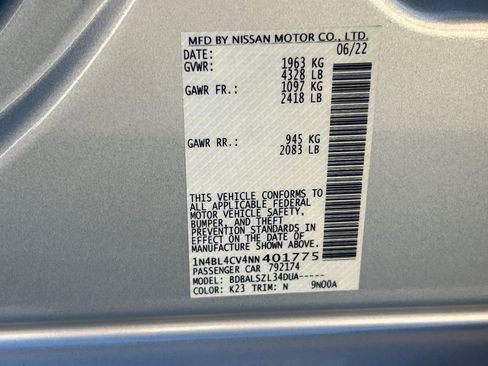 MFD BY NISSAN MOTOR CO., LTD.
DATE: 06/22
GVWR: 1963 KG
4328 LB
GAWR FR.: 1097 KG
2418 LB
GAWR RR.: 945 KG
2083 LB
THIS VEHICLE CONFORMS TO
ALL APPLICABLE FEDERAL
MOTOR VEHICLE SAFETY,
BUMPER, AND THEFT
PREVENTION STANDARDS
IN EFFECT ON THE DATE OF
MANUFACTURE SHOWN ABOVE.
1N4BL4CV4NN401775
PASSENGER CAR 792174
MODEL: BDBALSZL34DUA-----
COLOR: K23 TRIM: N 9N00A